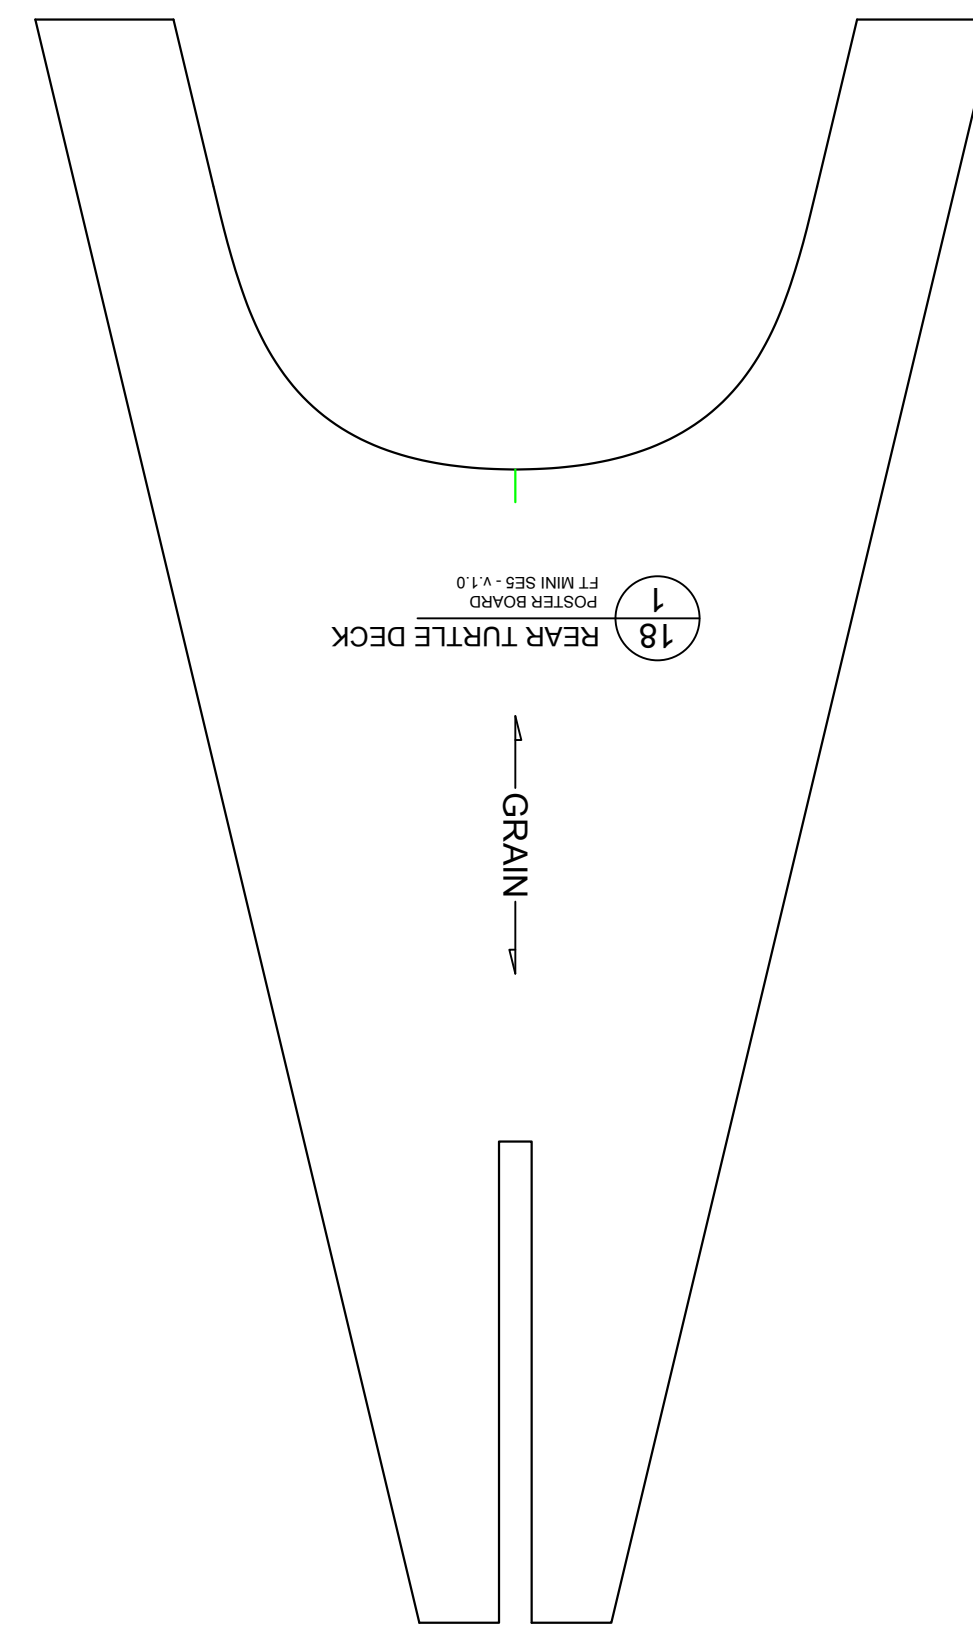 18
REAR TURTLE DECK
1
POSTER BOARD
FT MINI SE5 - v.1.0
GRAIN